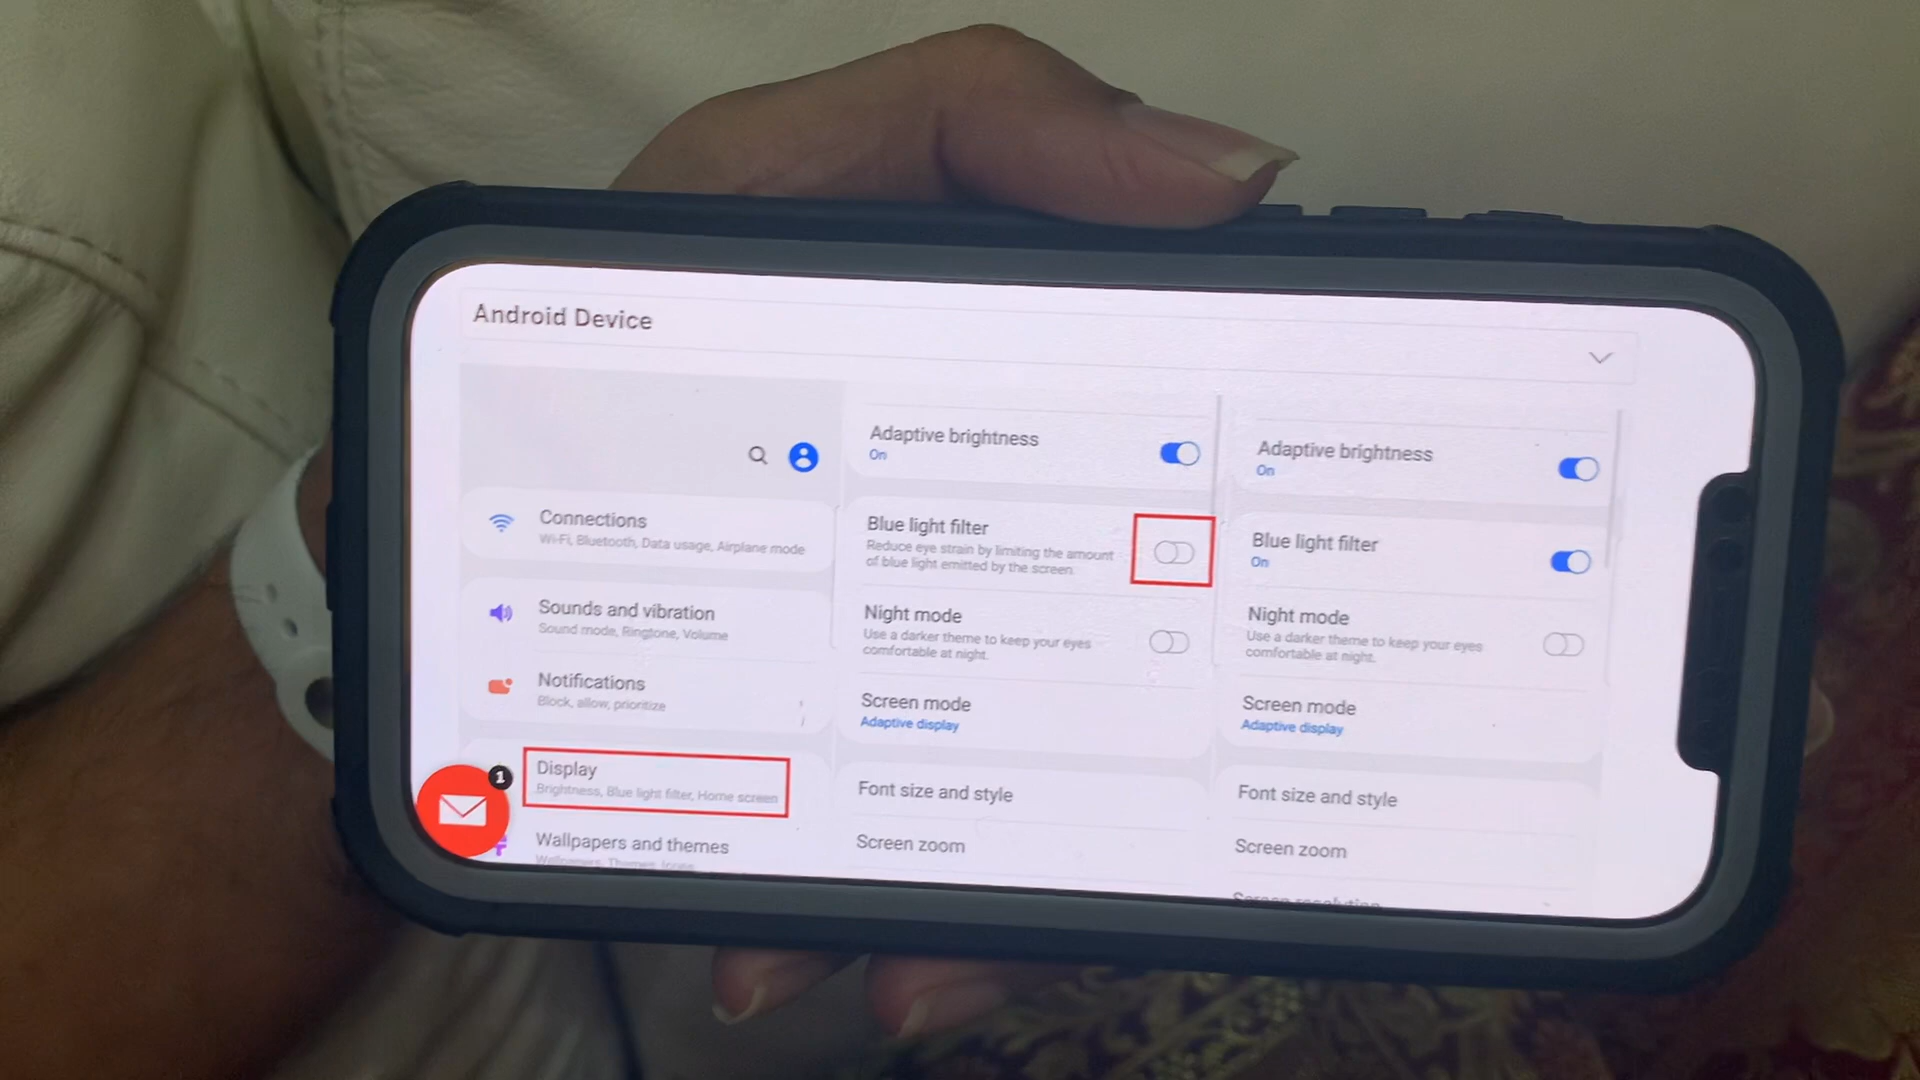 Android Device
Connections
Wi-Fi, Bluetooth, Data usage, Airplane mode
Sounds and vibration
Sound mode, Ringtone, Volume
Notifications
Block, allow, prioritize
1
Display
Brightness, Blue light filter, Home screen
Wallpapers and themes
Wallpapers, Themes, Icons
Adaptive brightness
On
Blue light filter
Reduce eye strain by limiting the amount
of blue light emitted by the screen.
Night mode
Use a darker theme to keep your eyes
comfortable at night.
Screen mode
Adaptive display
Font size and style
Screen zoom
Adaptive brightness
On
Blue light filter
On
Night mode
Use a darker theme to keep your eyes
comfortable at night.
Screen mode
Adaptive display
Font size and style
Screen zoom
Screen resolution